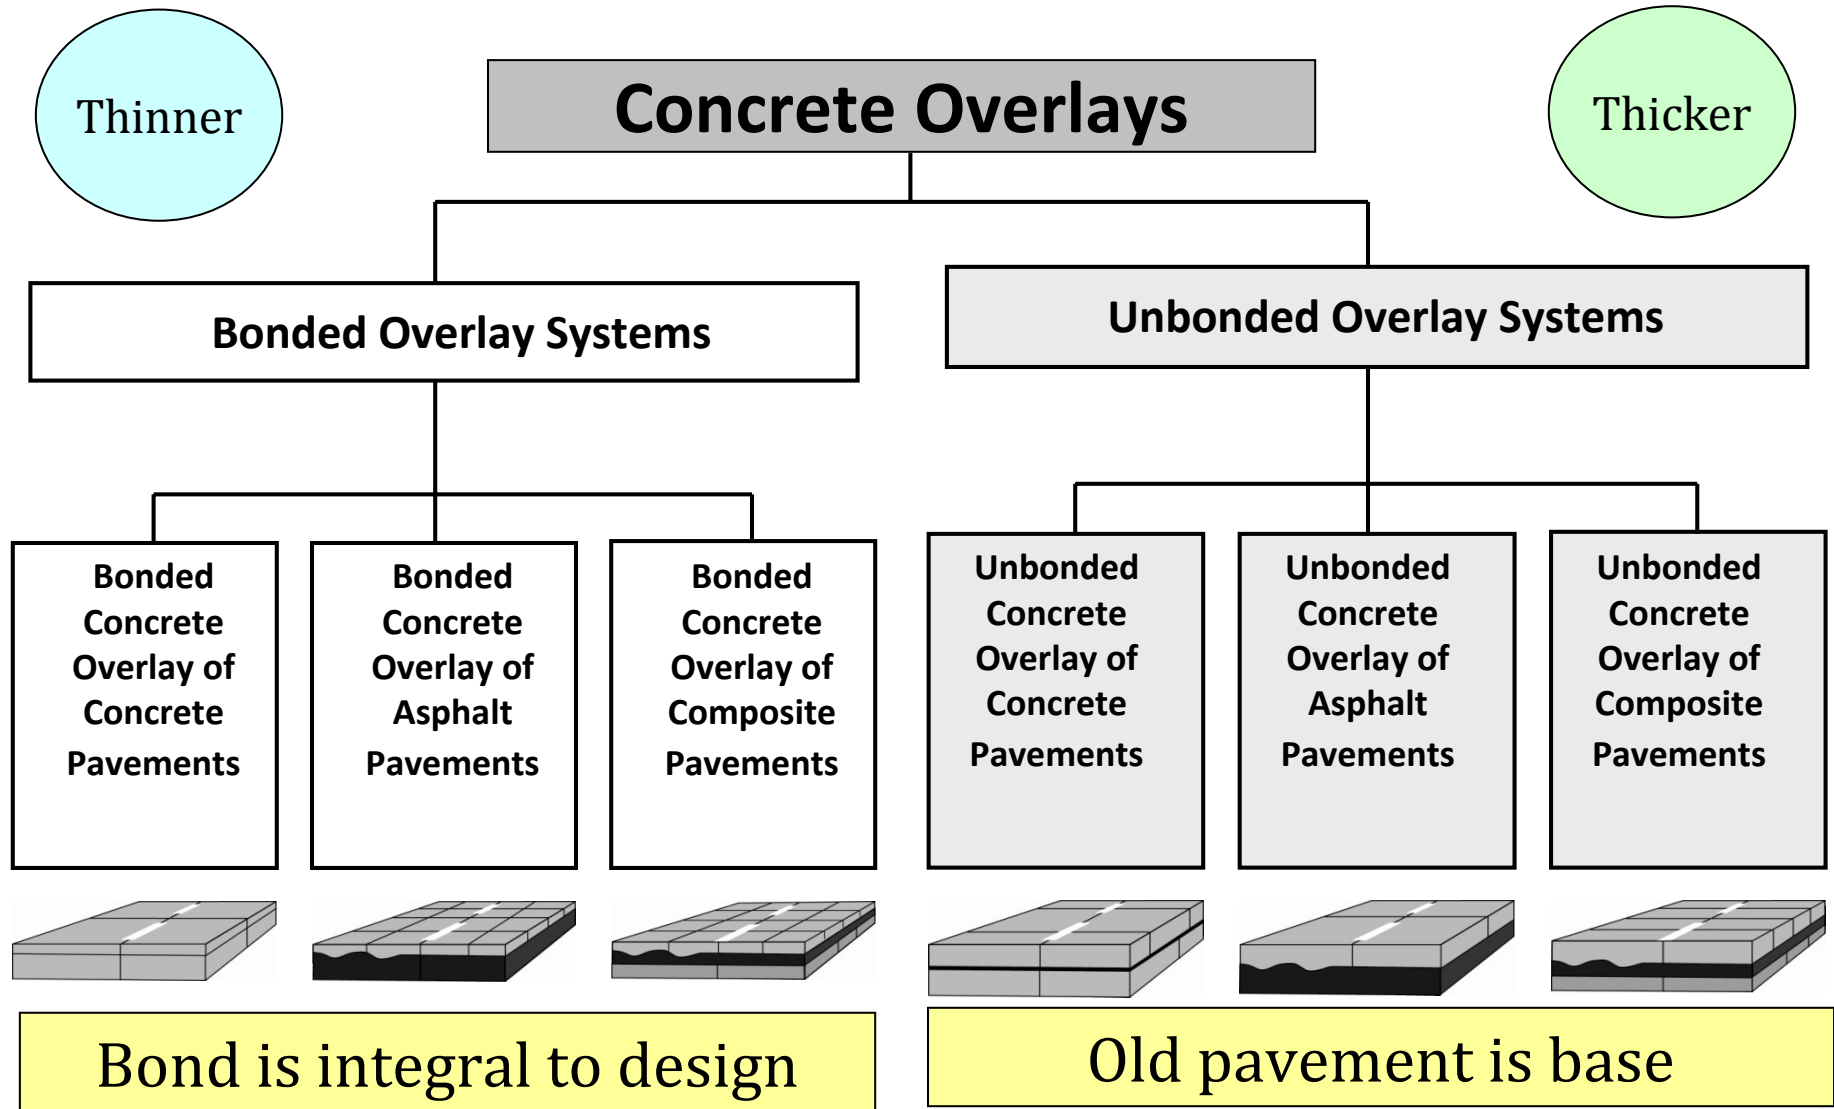 Thinner
Concrete Overlays
Thicker
Bonded Overlay Systems
Unbonded Overlay Systems
Bonded
Concrete
Overlay of
Concrete
Pavements
Bonded
Concrete
Overlay of
Asphalt
Pavements
Bonded
Concrete
Overlay of
Composite
Pavements
Unbonded
Concrete
Overlay of
Concrete
Pavements
Unbonded
Concrete
Overlay of
Asphalt
Pavements
Unbonded
Concrete
Overlay of
Composite
Pavements
Bond is integral to design
Old pavement is base